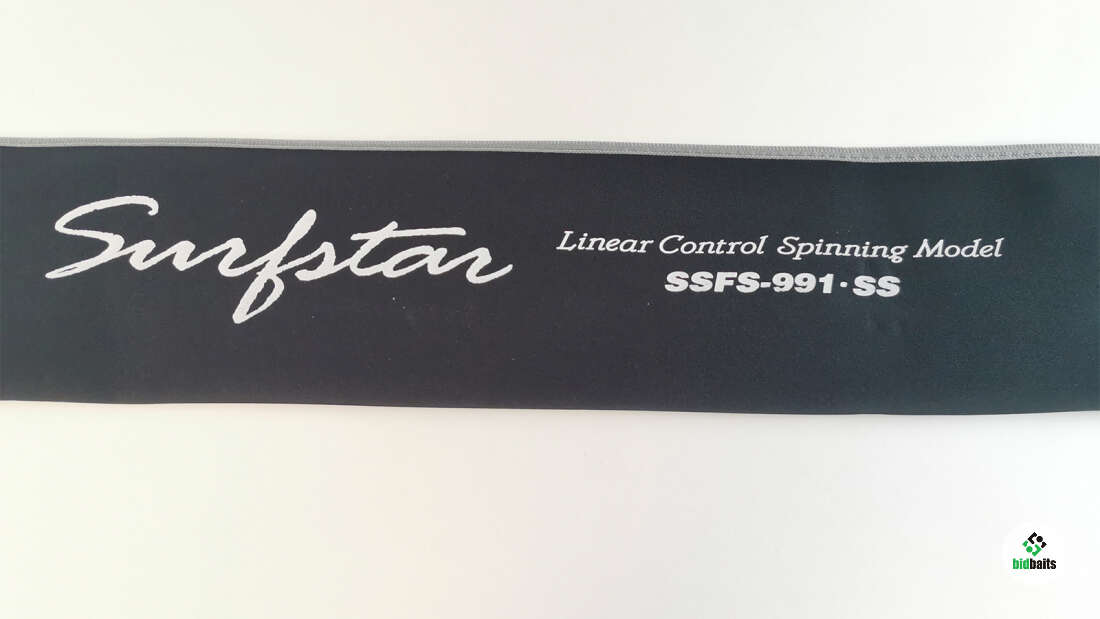 Surfstar
Linear Control Spinning Model
SSFS-991·SS
bidbaits